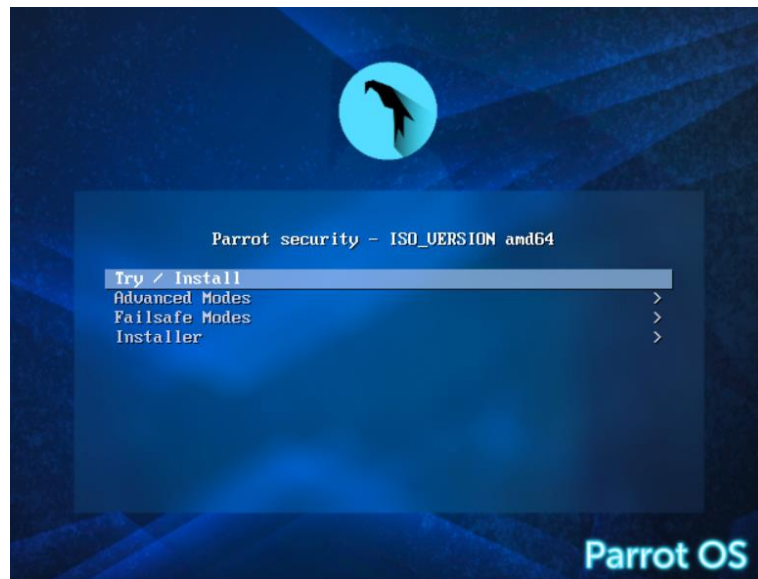 Parrot security - ISO_VERSION amd64
Try / Install
Advanced Modes >
Failsafe Modes >
Installer >
Parrot OS